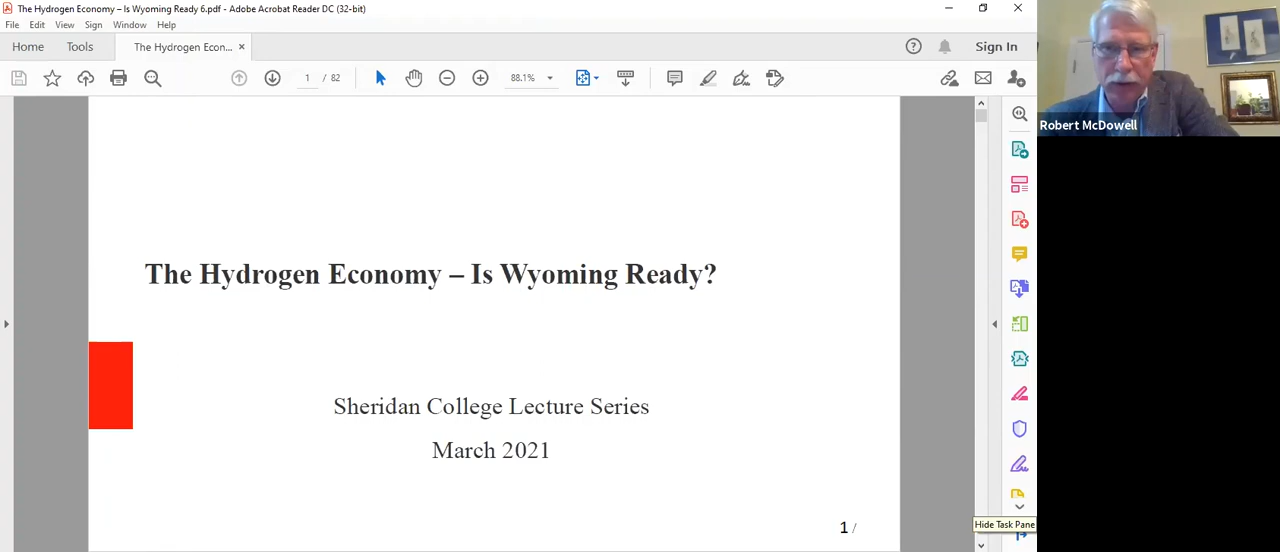 The Hydrogen Economy – Is Wyoming Ready 6.pdf - Adobe Acrobat Reader DC (32-bit)
File Edit View Sign Window Help
Home Tools The Hydrogen Econ... × Sign In
1 / 82 88.1%
Robert McDowell
The Hydrogen Economy – Is Wyoming Ready?
Sheridan College Lecture Series
March 2021
1 /
Hide Task Pane